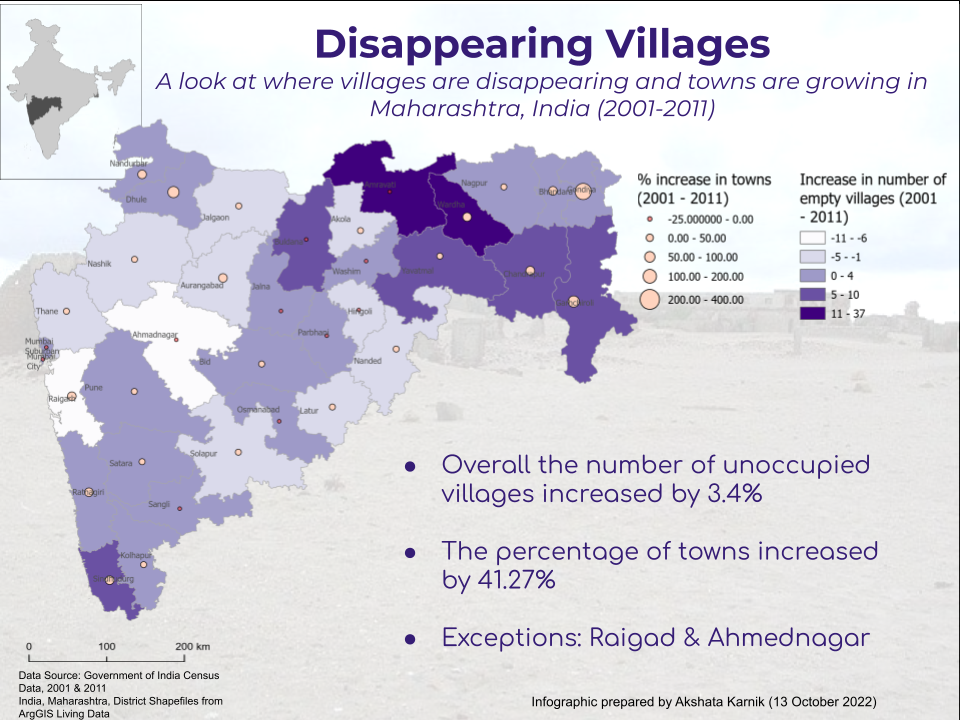 Disappearing Villages
A look at where villages are disappearing and towns are growing in
Maharashtra, India (2001-2011)
% increase in towns
(2001 - 2011)
-25.000000 - 0.00
0.00 - 50.00
50.00 - 100.00
100.00 - 200.00
200.00 - 400.00
Increase in number of
empty villages (2001
- 2011)
-11 - -6
-5 - -1
0 - 4
5 - 10
11 - 37
Nandurbar
Dhule
Jalgaon
Amravati
Nagpur
Bhandara
Gondiya
Wardha
Akola
Buldana
Nashik
Washim
Yavatmal
Chandrapur
Aurangabad
Jalna
Gadchiroli
Thane
Hingoli
Ahmadnagar
Parbhani
Mumbai
Suburban
Mumbai
City
Bid
Nanded
Pune
Raigarh
Osmanabad
Latur
Solapur
Satara
Ratnagiri
Sangli
Kolhapur
● Overall the number of unoccupied
villages increased by 3.4%
● The percentage of towns increased
by 41.27%
● Exceptions: Raigad & Ahmednagar
0 100 200 km
Data Source: Government of India Census
Data, 2001 & 2011
India, Maharashtra, District Shapefiles from
ArgGIS Living Data
Infographic prepared by Akshata Karnik (13 October 2022)